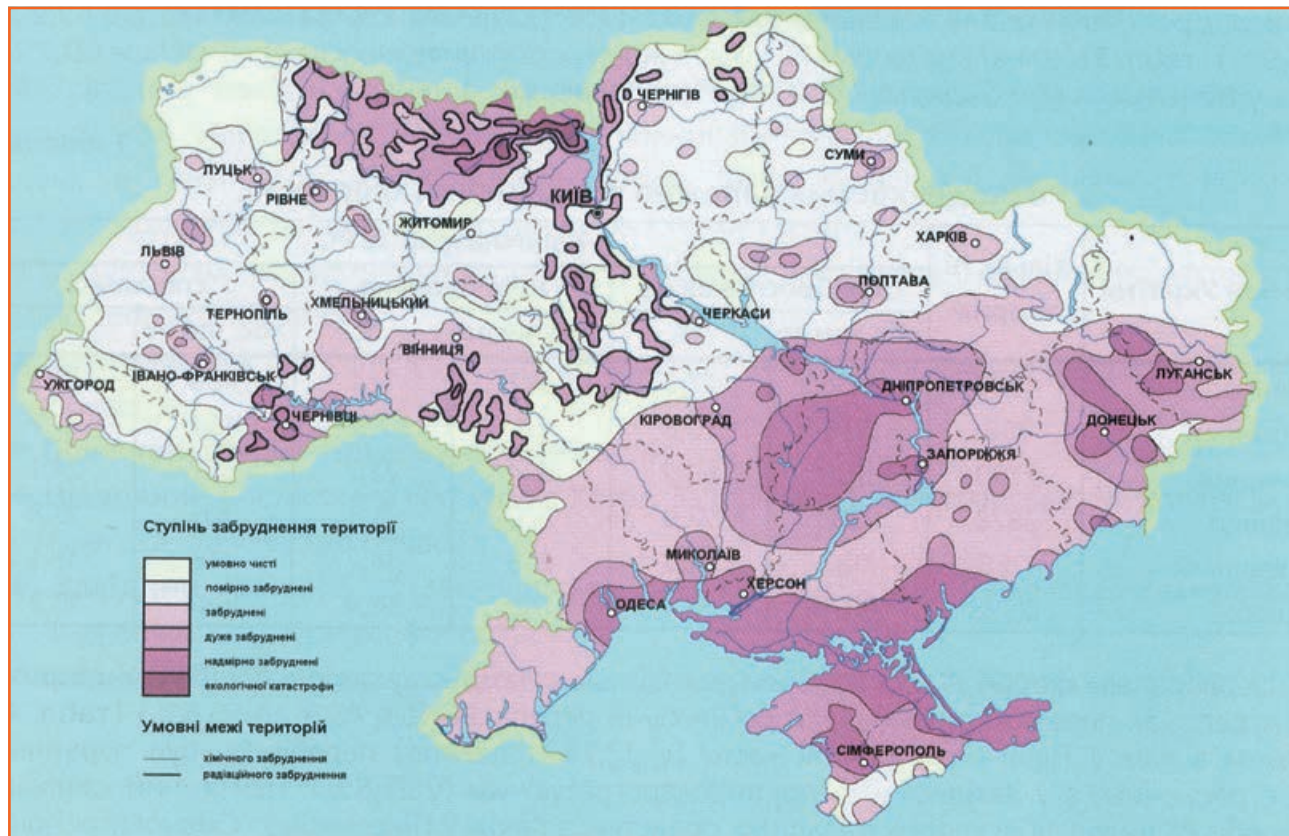 ЧЕРНІГІВ
СУМИ
ЛУЦЬК
РІВНЕ
КИЇВ
ЖИТОМИР
ХАРКІВ
ЛЬВІВ
ПОЛТАВА
ХМЕЛЬНИЦЬКИЙ
ТЕРНОПІЛЬ
ЧЕРКАСИ
ВІННИЦЯ
ЛУГАНСЬК
ІВАНО-ФРАНКІВСЬК
УЖГОРОД
ДНІПРОПЕТРОВСЬК
ЧЕРНІВЦІ
КІРОВОГРАД
ДОНЕЦЬК
ЗАПОРІЖЖЯ
МИКОЛАЇВ
ХЕРСОН
ОДЕСА
СІМФЕРОПОЛЬ
Ступінь забруднення території
умовно чисті
помірно забруднені
забруднені
дуже забруднені
надмірно забруднені
екологічної катастрофи
Умовні межі територій
хімічного забруднення
радіаційного забруднення